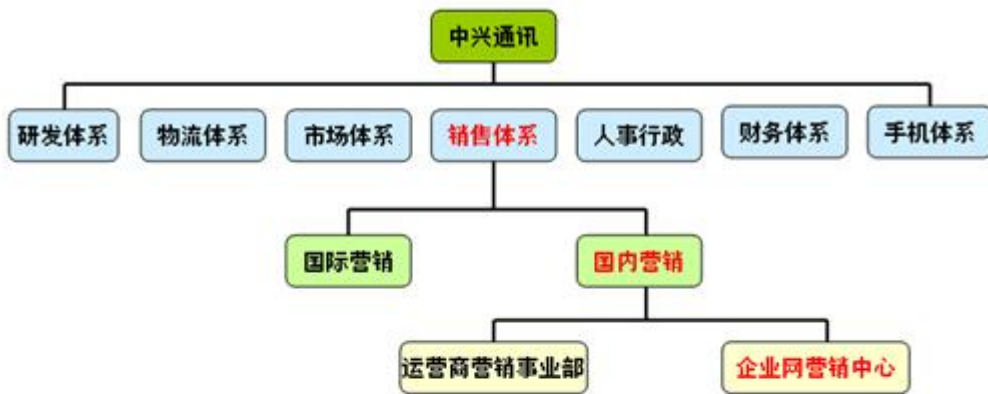 中兴通讯
研发体系
物流体系
市场体系
销售体系
人事行政
财务体系
手机体系
国际营销
国内营销
运营商营销事业部
企业网营销中心